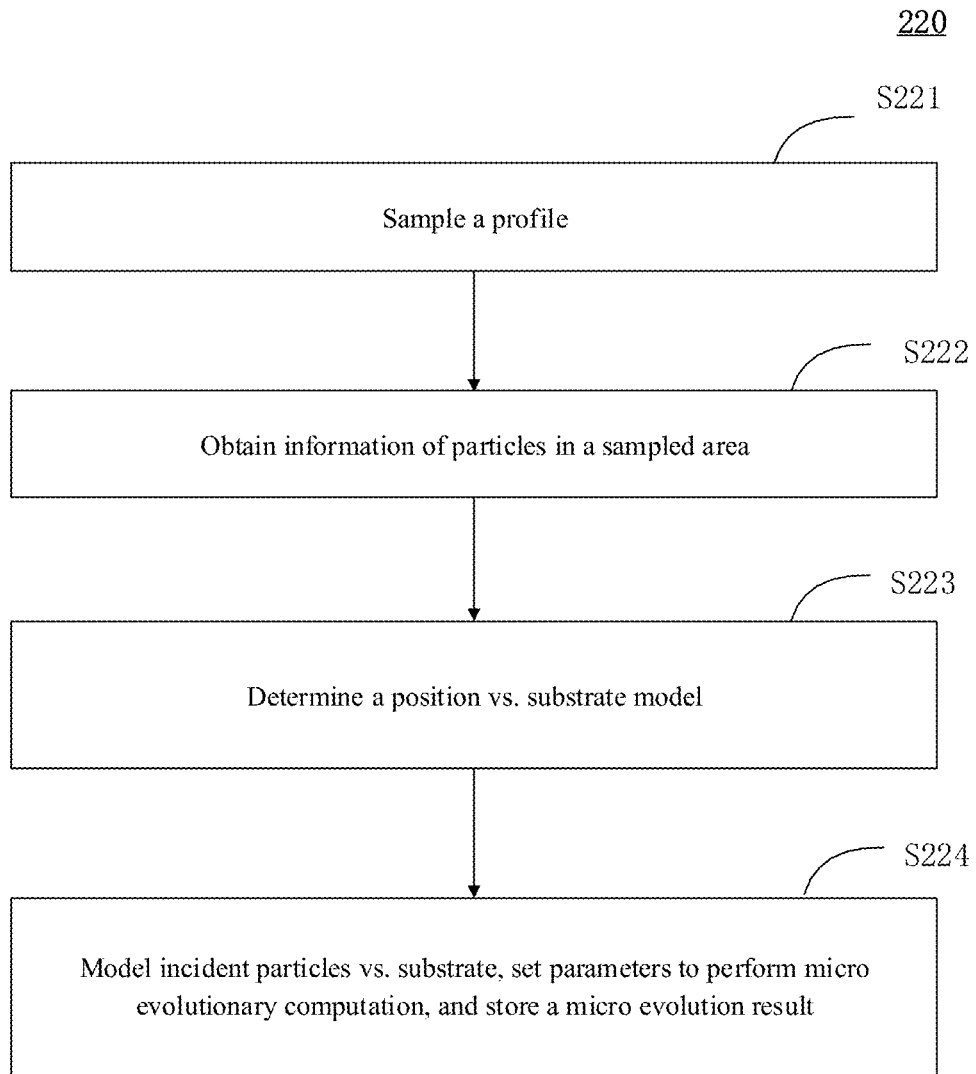 220
S221
Sample a profile
S222
Obtain information of particles in a sampled area
S223
Determine a position vs. substrate model
S224
Model incident particles vs. substrate, set parameters to perform micro
evolutionary computation, and store a micro evolution result